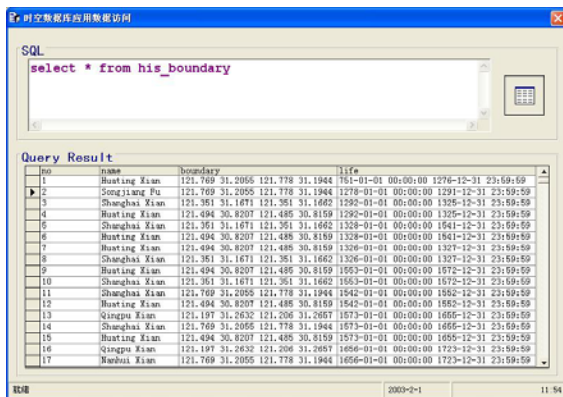 时空数据库应用数据访问
SQL
select * from his_boundary
Query Result
no name boundary life
1 Huating Xian 121.769 31.2055 121.778 31.1944 751-01-01 00:00:00 1276-12-31 23:59:59
2 Songjiang Fu 121.769 31.2055 121.778 31.1944 1278-01-01 00:00:00 1291-12-31 23:59:59
3 Shanghai Xian 121.351 31.1671 121.351 31.1662 1292-01-01 00:00:00 1325-12-31 23:59:59
4 Huating Xian 121.494 30.8207 121.485 30.8159 1292-01-01 00:00:00 1325-12-31 23:59:59
5 Shanghai Xian 121.351 31.1671 121.351 31.1662 1328-01-01 00:00:00 1541-12-31 23:59:59
6 Huating Xian 121.494 30.8207 121.485 30.8159 1328-01-01 00:00:00 1541-12-31 23:59:59
7 Huating Xian 121.494 30.8207 121.485 30.8159 1326-01-01 00:00:00 1327-12-31 23:59:59
8 Shanghai Xian 121.351 31.1671 121.351 31.1662 1326-01-01 00:00:00 1327-12-31 23:59:59
9 Huating Xian 121.494 30.8207 121.485 30.8159 1553-01-01 00:00:00 1572-12-31 23:59:59
10 Shanghai Xian 121.351 31.1671 121.351 31.1662 1553-01-01 00:00:00 1572-12-31 23:59:59
11 Shanghai Xian 121.769 31.2055 121.778 31.1944 1542-01-01 00:00:00 1552-12-31 23:59:59
12 Huating Xian 121.494 30.8207 121.485 30.8159 1542-01-01 00:00:00 1552-12-31 23:59:59
13 Qingpu Xian 121.197 31.2632 121.206 31.2657 1573-01-01 00:00:00 1655-12-31 23:59:59
14 Shanghai Xian 121.769 31.2055 121.778 31.1944 1573-01-01 00:00:00 1655-12-31 23:59:59
15 Huating Xian 121.494 30.8207 121.485 30.8159 1573-01-01 00:00:00 1655-12-31 23:59:59
16 Qingpu Xian 121.197 31.2632 121.206 31.2657 1656-01-01 00:00:00 1723-12-31 23:59:59
17 Nanhui Xian 121.769 31.2055 121.778 31.1944 1656-01-01 00:00:00 1723-12-31 23:59:59
就绪 2003-2-1 11:54